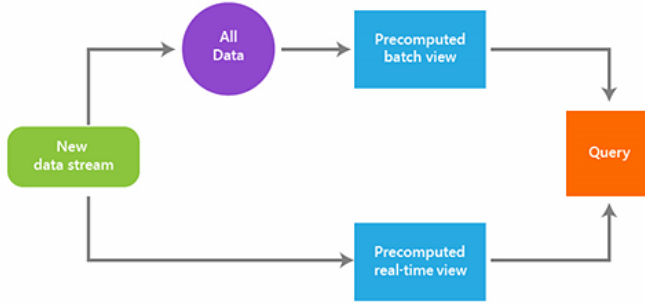 All
Data
Precomputed
batch view
New
data stream
Query
Precomputed
real-time view